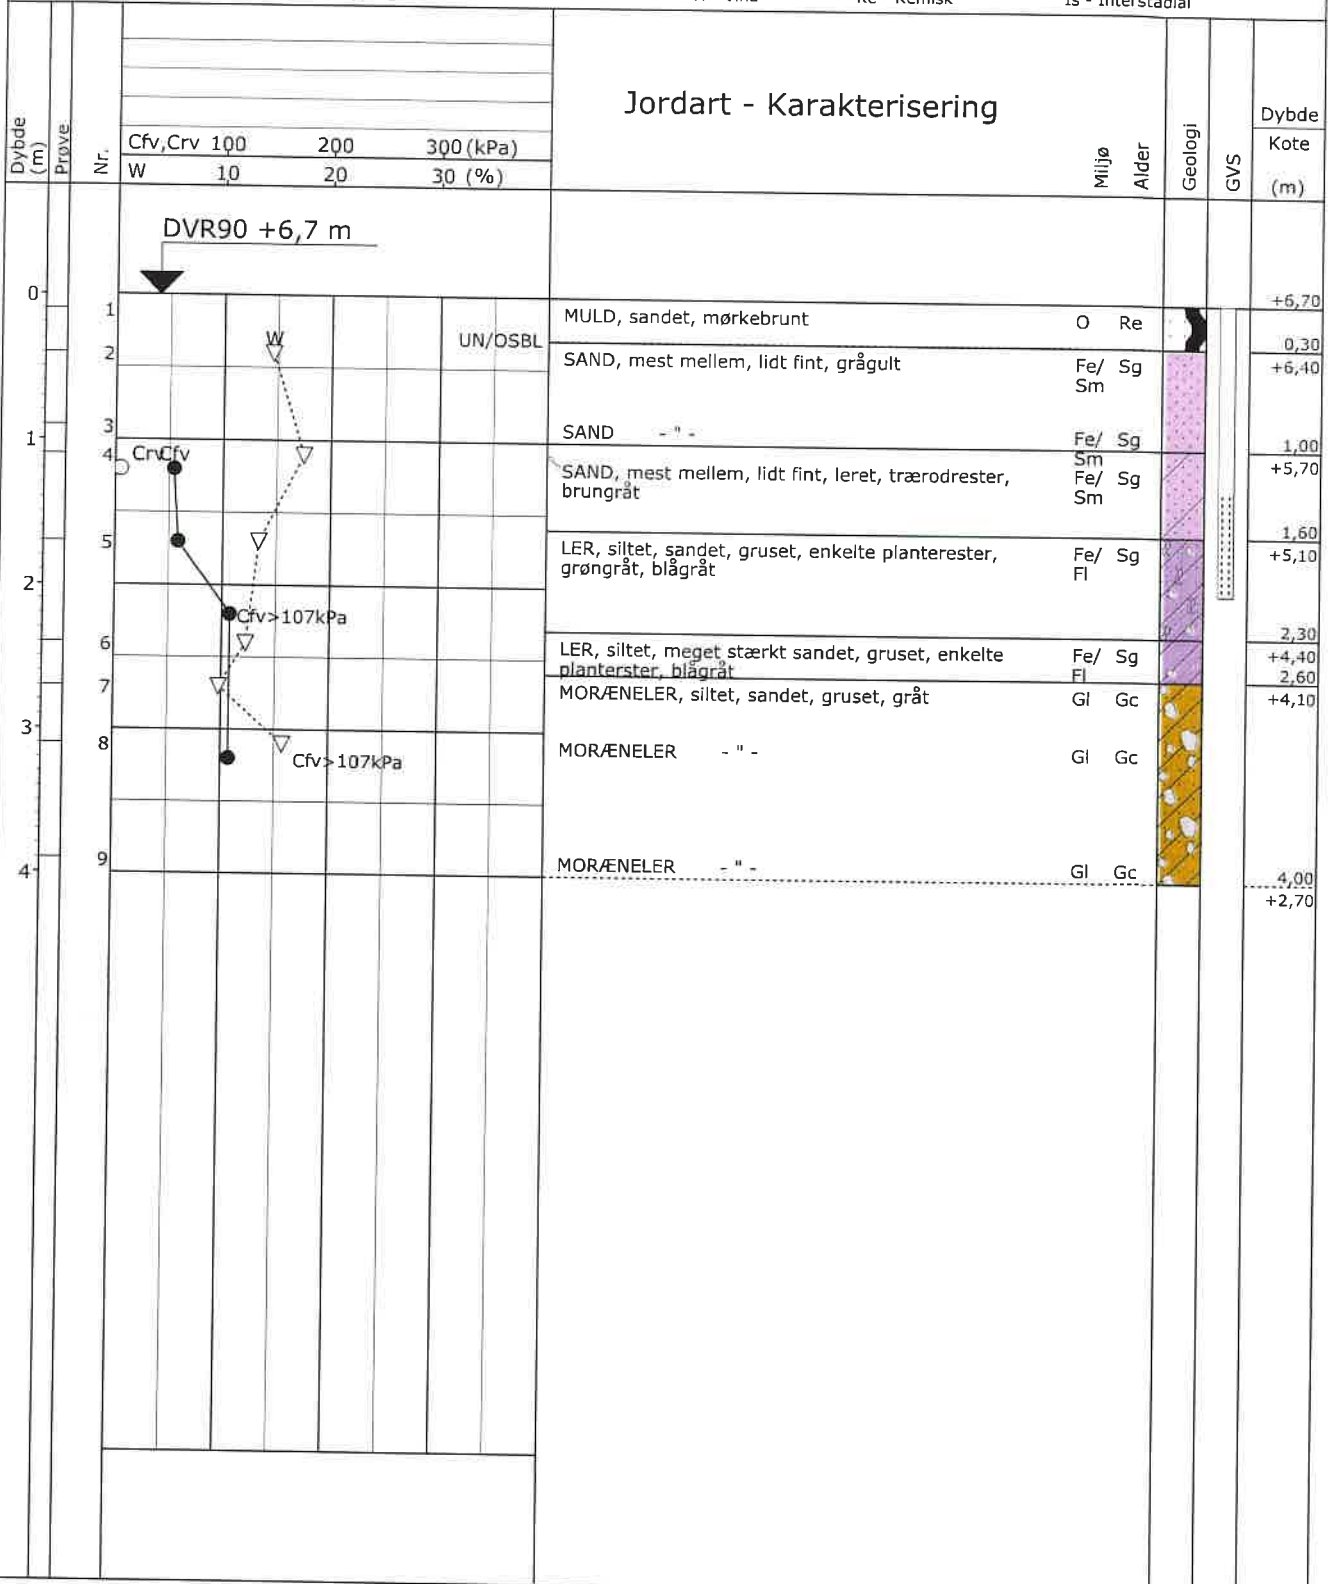 Is - Interstadial
Jordart - Karakterisering
Dybde (m)
Prøve
Nr.
Cfv,Crv 100 200 300 (kPa)
W 10 20 30 (%)
Miljø
Alder
Geologi
GVS
Dybde
Kote
(m)
DVR90 +6,7 m
0 1 MULD, sandet, mørkebrunt O Re +6,70
W UN/OSBL 0,30
2 SAND, mest mellem, lidt fint, grågult Fe/ Sg +6,40
Sm
1 3 SAND - " - Fe/ Sg 1,00
Sm
4 Crv Cfv SAND, mest mellem, lidt fint, leret, trærodrester, Fe/ Sg +5,70
brungråt Sm
1,60
5 LER, siltet, sandet, gruset, enkelte planterester, Fe/ Sg +5,10
grøngråt, blågråt Fl
2
Cfv>107kPa
2,30
6 LER, siltet, meget stærkt sandet, gruset, enkelte Fe/ Sg +4,40
planterster, blågråt Fl 2,60
7 MORÆNELER, siltet, sandet, gruset, gråt Gl Gc +4,10
3
8 MORÆNELER - " - Gl Gc
Cfv>107kPa
4 9 MORÆNELER - " - Gl Gc 4,00
+2,70